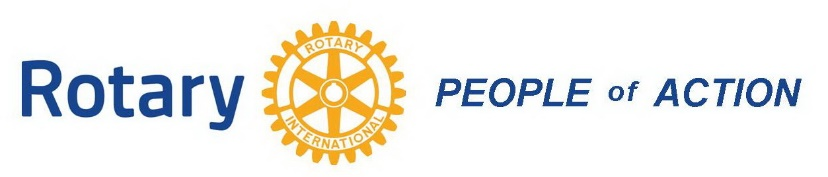 Rotary
ROTARY
INTERNATIONAL
PEOPLE of ACTION